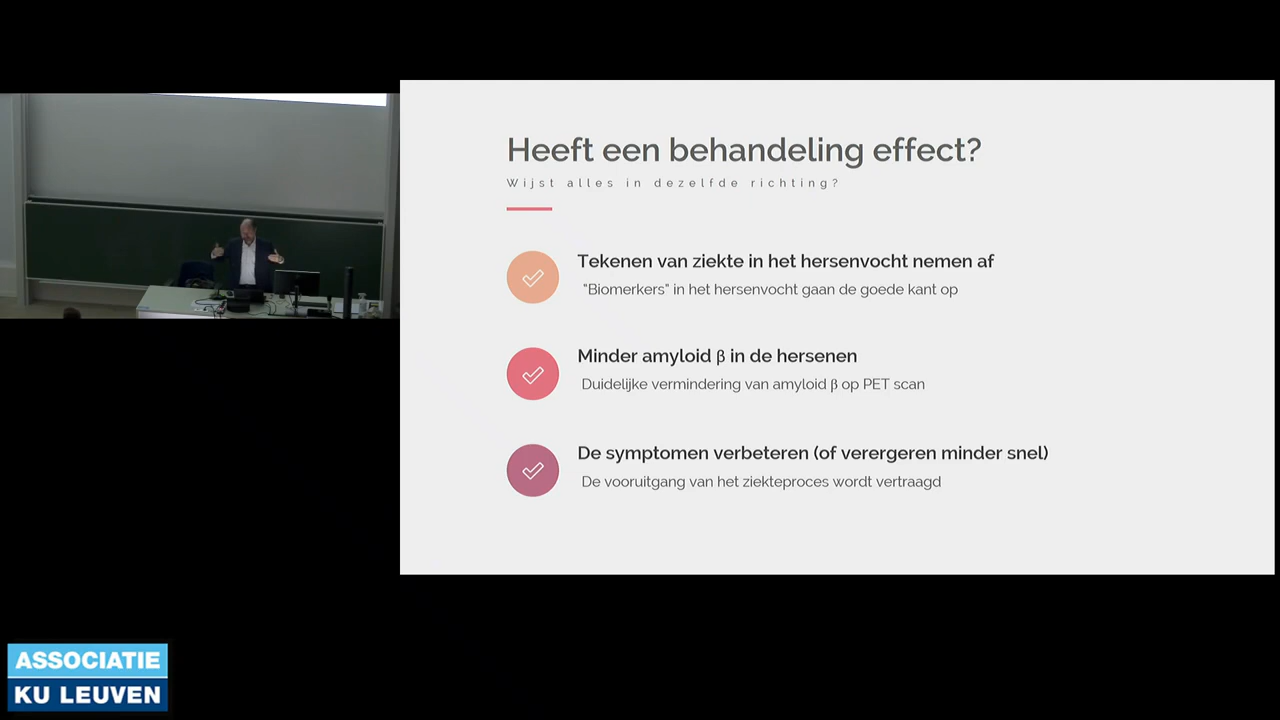 Heeft een behandeling effect?
Wijst alles in dezelfde richting?
Tekenen van ziekte in het hersenvocht nemen af
"Biomerkers" in het hersenvocht gaan de goede kant op
Minder amyloid β in de hersenen
Duidelijke vermindering van amyloid β op PET scan
De symptomen verbeteren (of verergeren minder snel)
De vooruitgang van het ziekteproces wordt vertraagd
ASSOCIATIE
KU LEUVEN